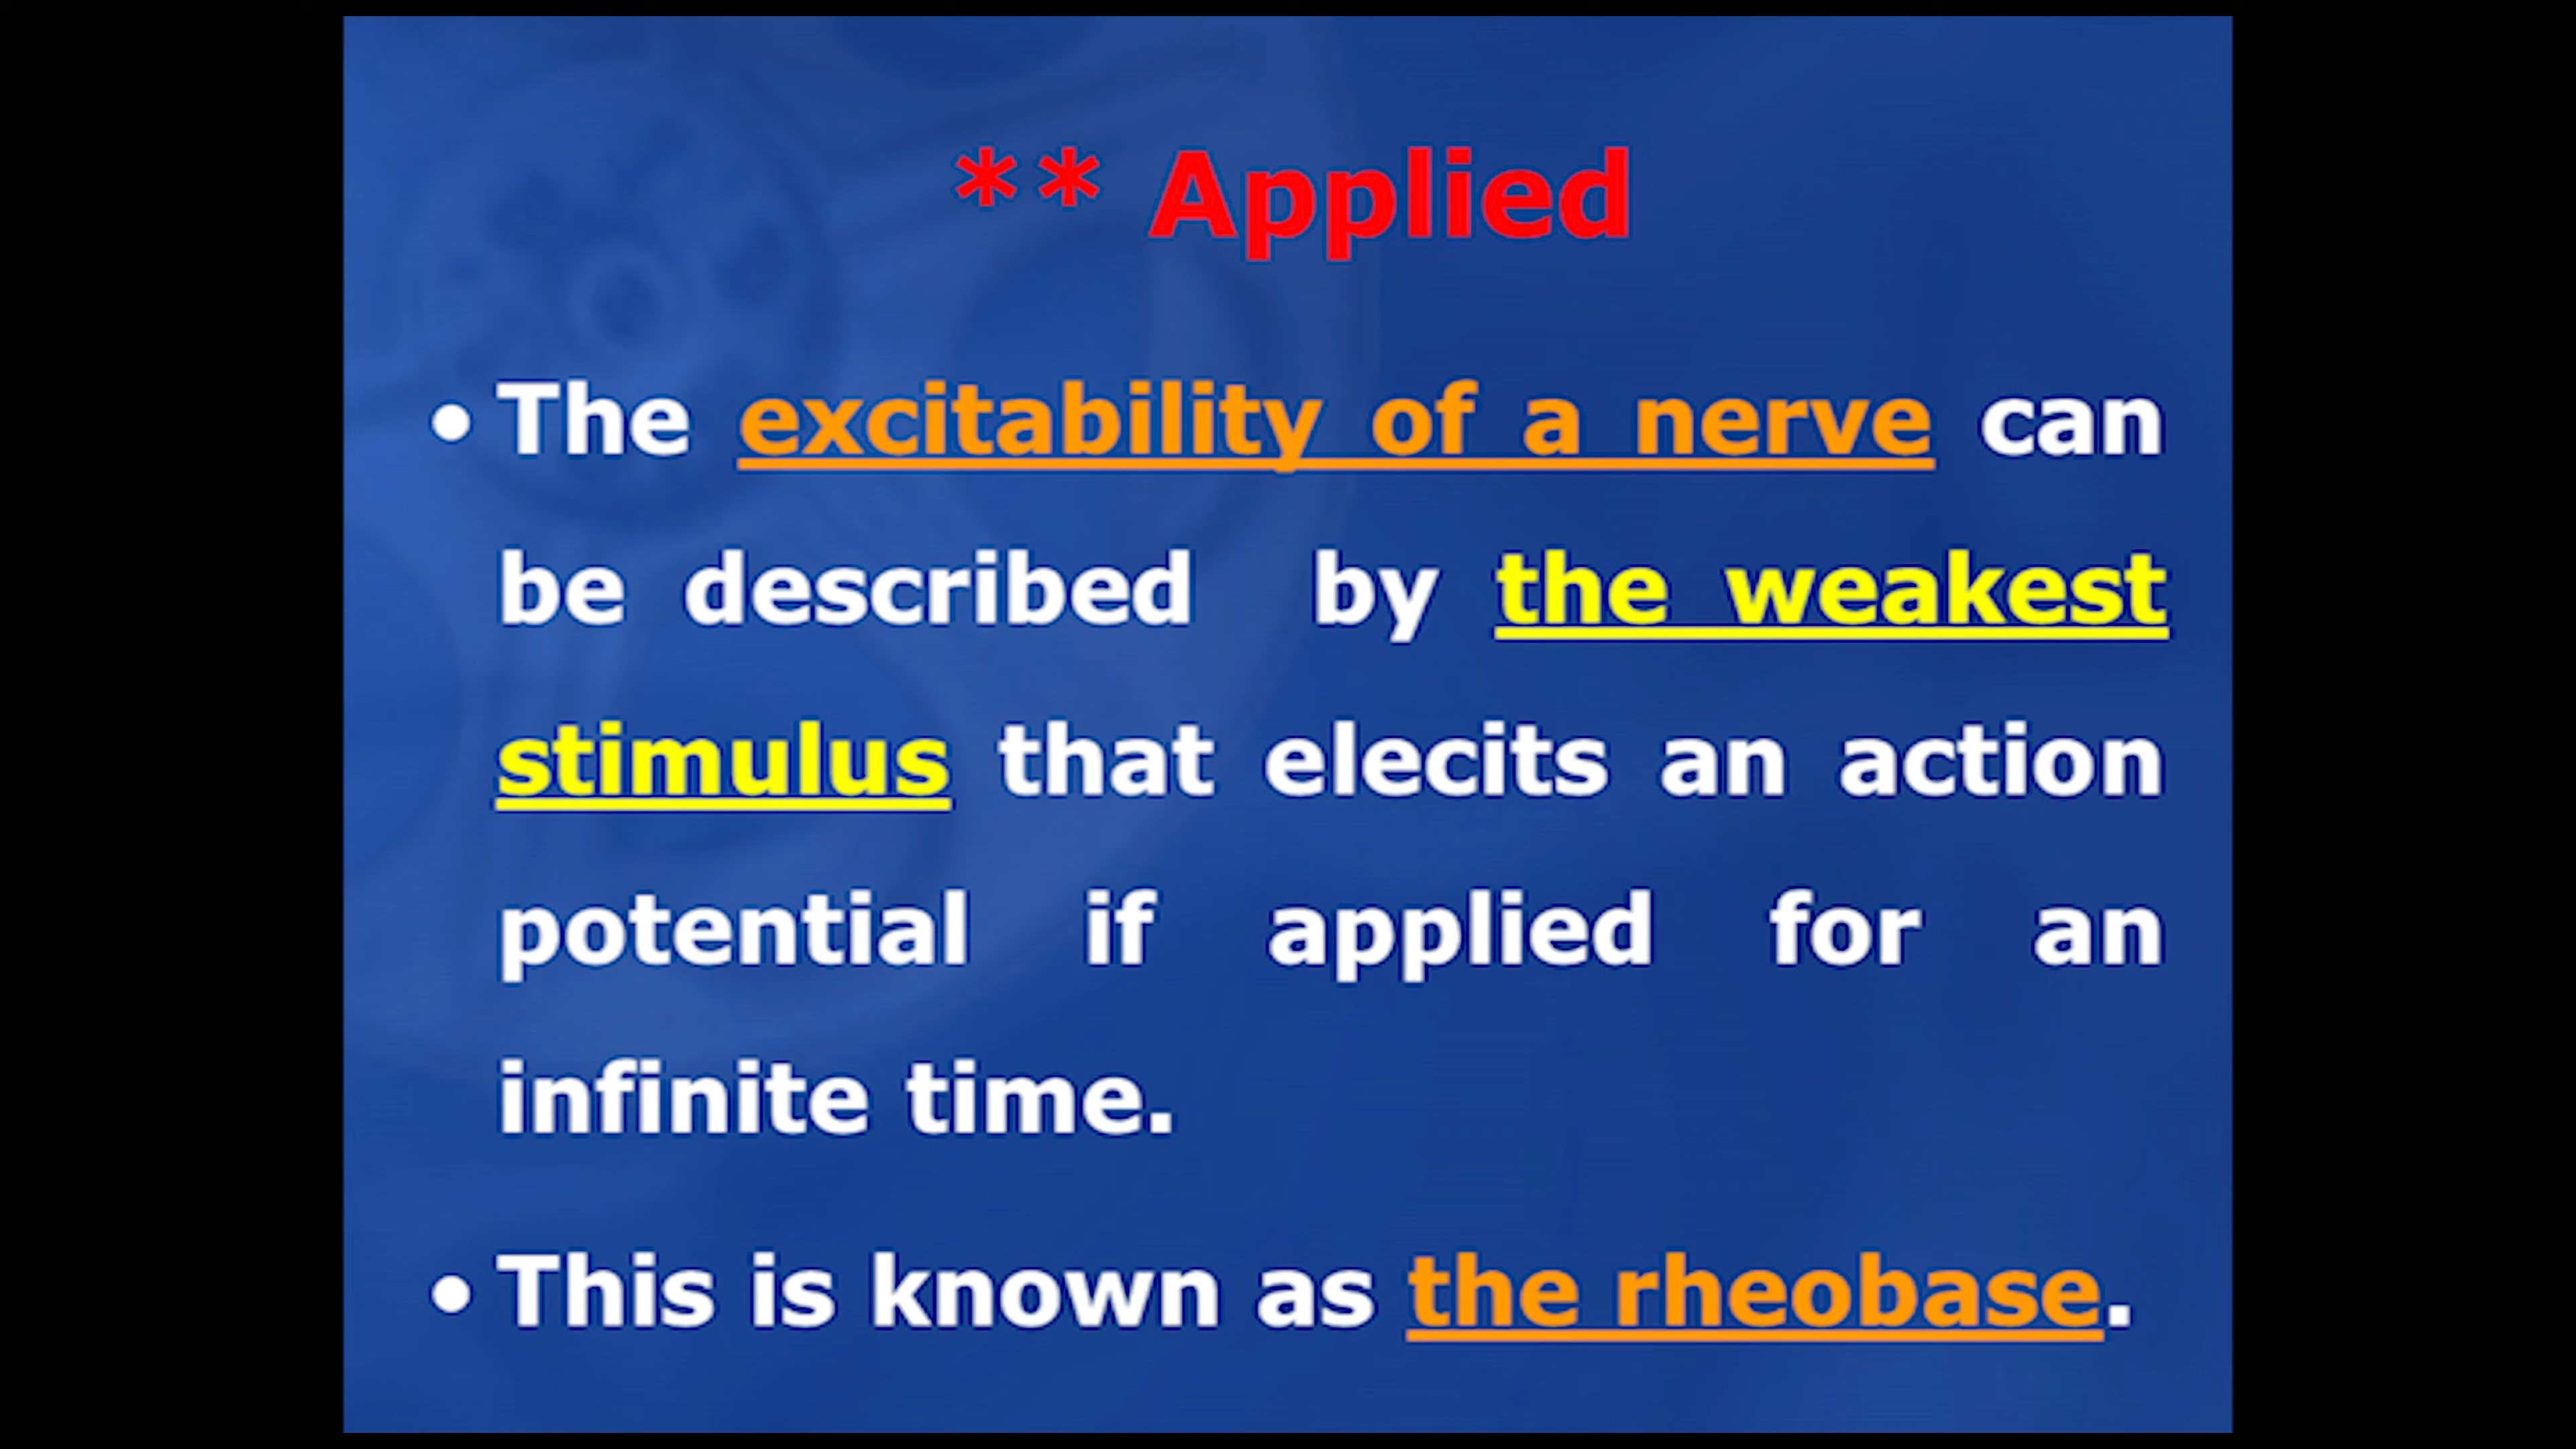 ** Applied
• The excitability of a nerve can
be described by the weakest
stimulus that elecits an action
potential if applied for an
infinite time.
• This is known as the rheobase.